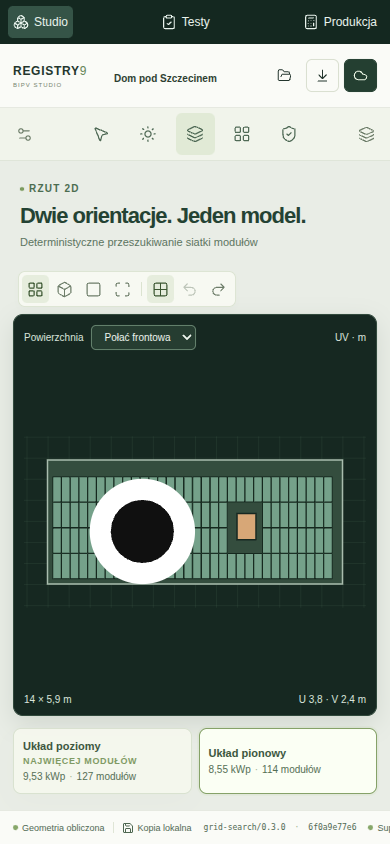 Studio
Testy
Produkcja
REGISTRY9
BIPV STUDIO
Dom pod Szczecinem
RZUT 2D
Dwie orientacje. Jeden model.
Deterministyczne przeszukiwanie siatki modułów
Powierzchnia
Połać frontowa
UV · m
14 × 5,9 m
U 3,8 · V 2,4 m
Układ poziomy
NAJWIĘCEJ MODUŁÓW
9,53 kWp · 127 modułów
Układ pionowy
8,55 kWp · 114 modułów
Geometria obliczona
Kopia lokalna
grid-search/0.3.0 · 6f0a9e77e6